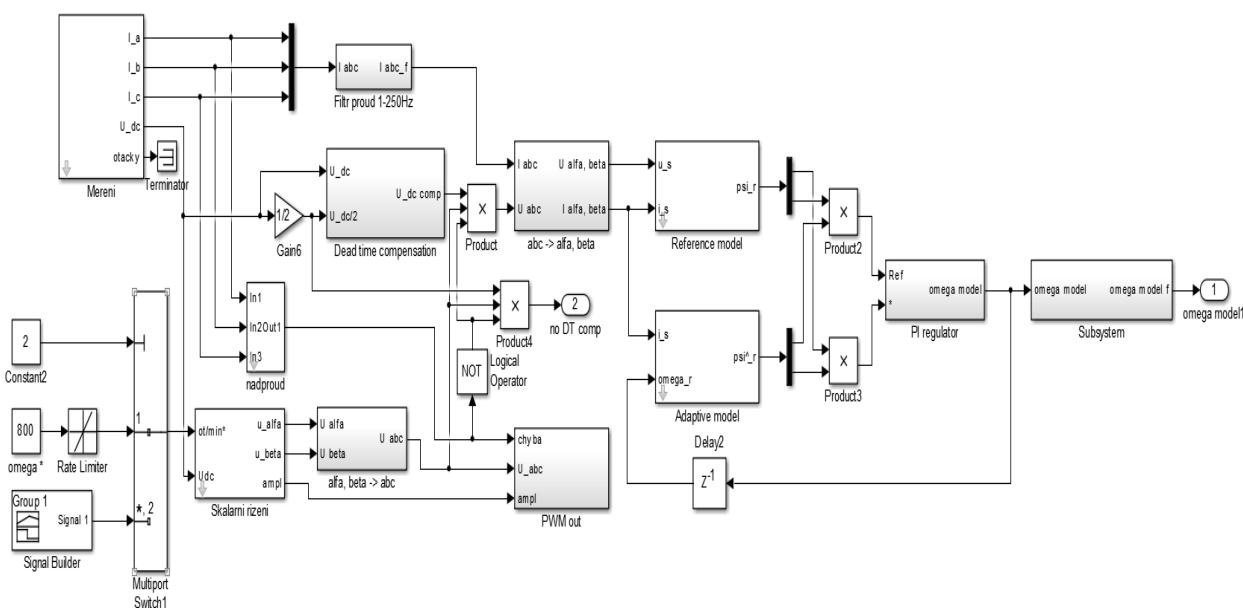 I_a
I_b
I_c
U_dc
otacky
Mereni
Terminator
I abc
I abc_f
Filtr proud 1-250Hz
1/2
Gain6
U_dc
U_dc/2
U_dc comp
Dead time compensation
X
Product
I abc
U abc
U alfa, beta
I alfa, beta
abc -> alfa, beta
u_s
i_s
psi_r
Reference model
X
Product2
Ref
*
omega model
PI regulator
omega model
omega model f
Subsystem
1
omega model1
In1
In2
In3
Out1
nadproud
X
Product4
2
no DT comp
NOT
Logical
Operator
i_s
omega_r
psi^_r
Adaptive model
X
Product3
Delay2
Z-1
2
Constant2
800
omega *
Rate Limiter
Group 1
Signal 1
Signal Builder
1
*, 2
Multiport
Switch1
ot/min*
Udc
u_alfa
u_beta
ampl
Skalarni rizeni
U alfa
U beta
U abc
alfa, beta -> abc
chyba
U_abc
ampl
PWM out